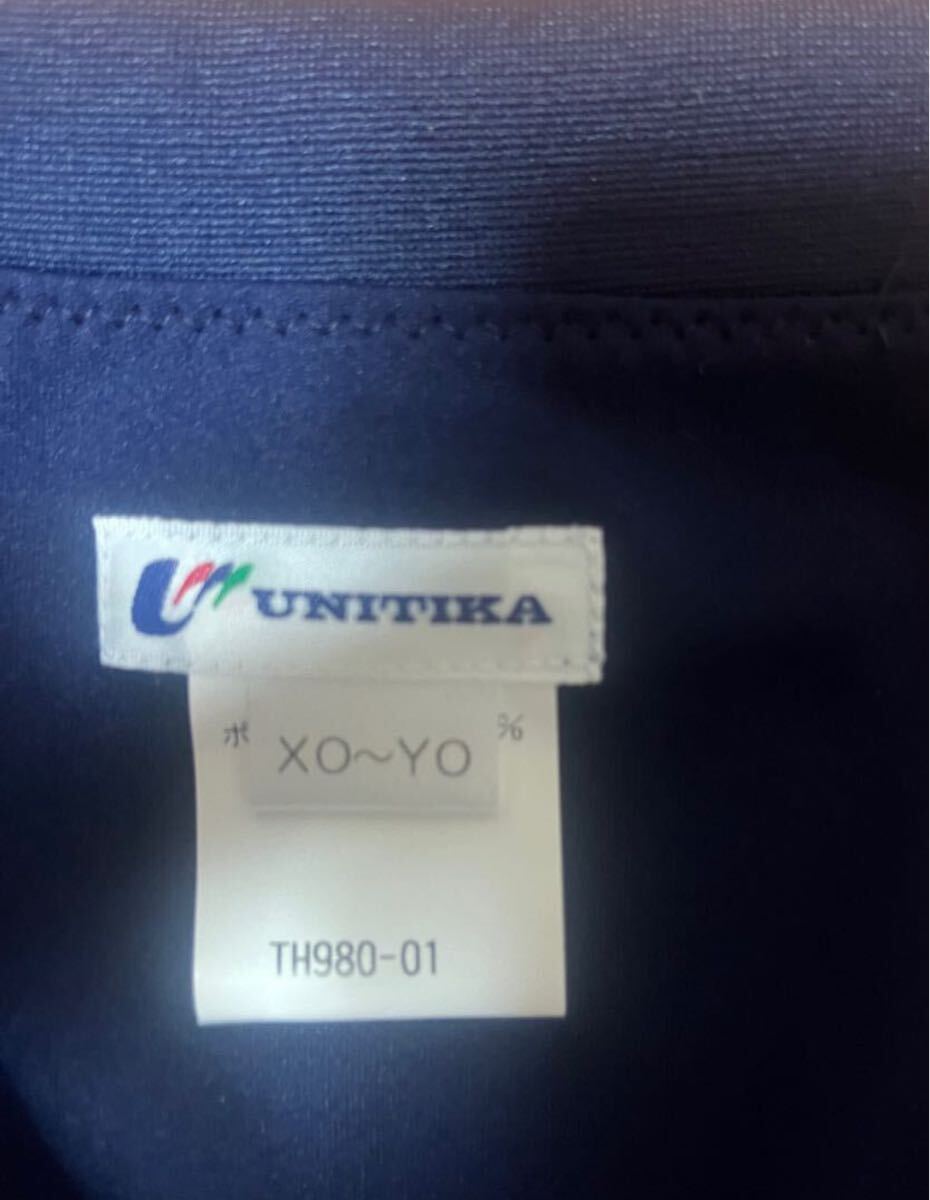 UNITIKA
ポ %
XO～YO
TH980-01